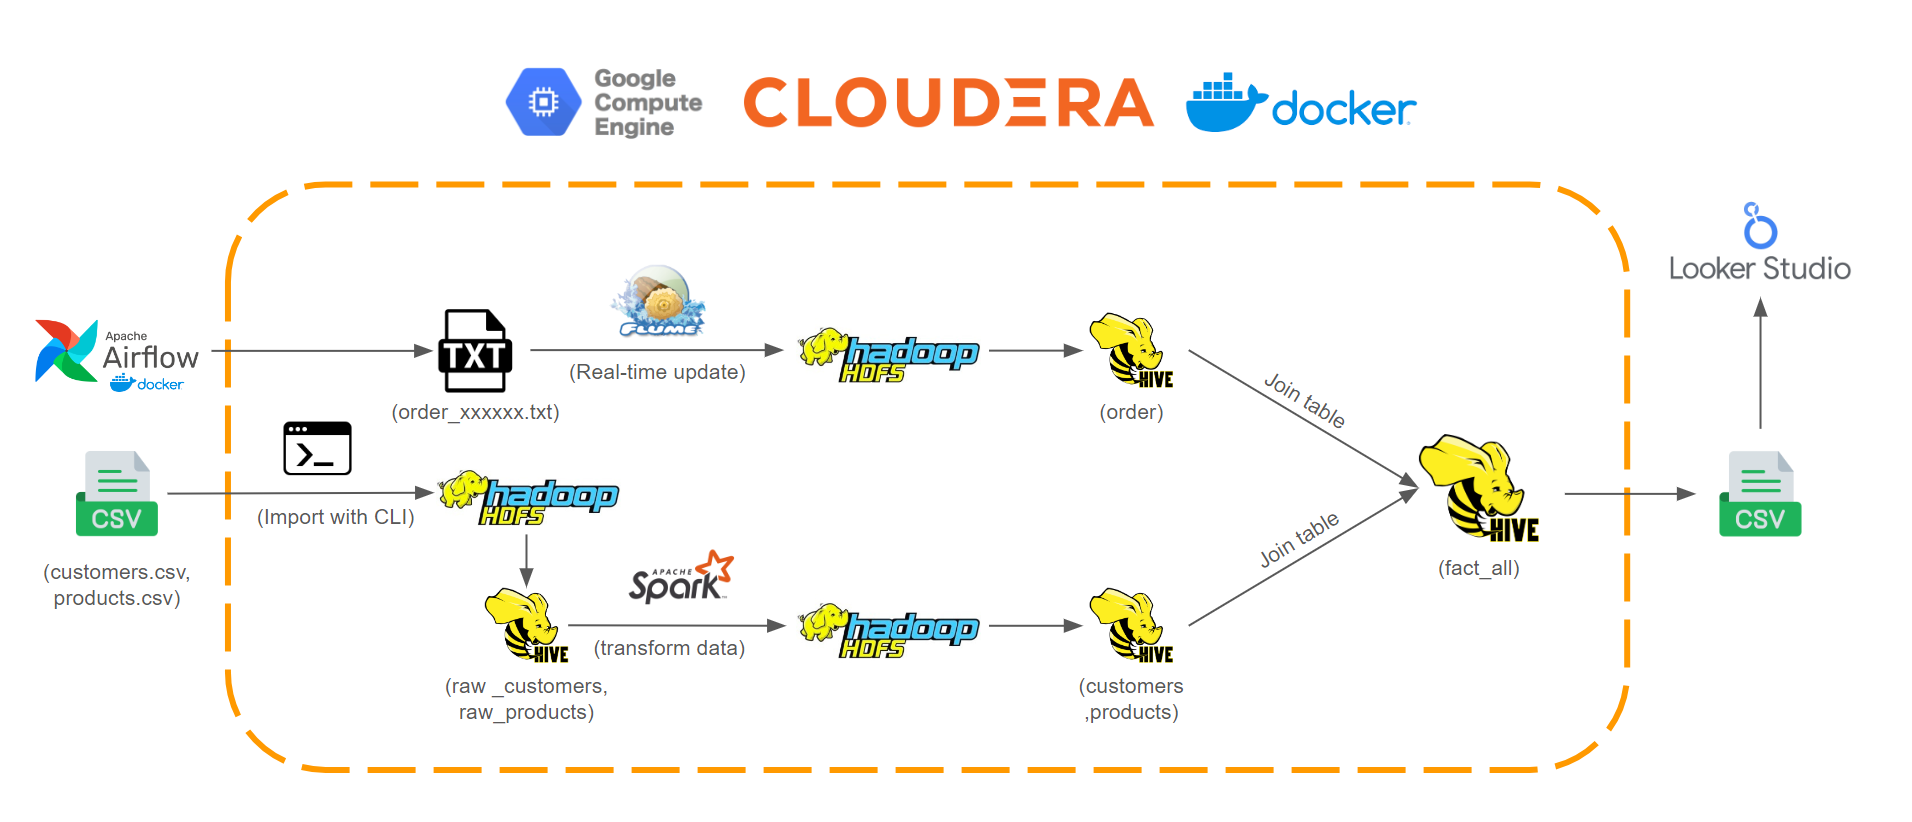 Google
Compute
Engine
CLOUDERA
docker
Looker Studio
Apache
Airflow
docker
TXT
(order_xxxxxx.txt)
FLUME
(Real-time update)
hadoop
HDFS
HIVE
(order)
Join table
CSV
(customers.csv,
products.csv)
(Import with CLI)
hadoop
HDFS
HIVE
(raw _customers,
raw_products)
APACHE
Spark
(transform data)
hadoop
HDFS
HIVE
(customers
,products)
Join table
HIVE
(fact_all)
CSV